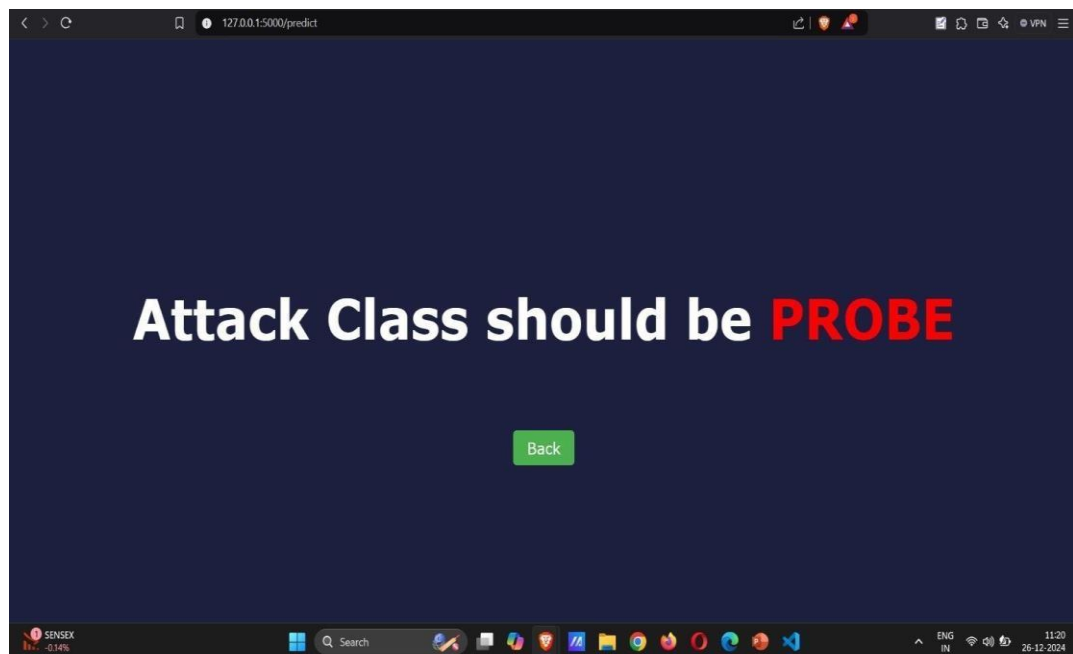 127.0.0.1:5000/predict
VPN
Attack Class should be PROBE
Back
1
SENSEX
-0.14%
Search
ENG
IN
11:20
26-12-2024